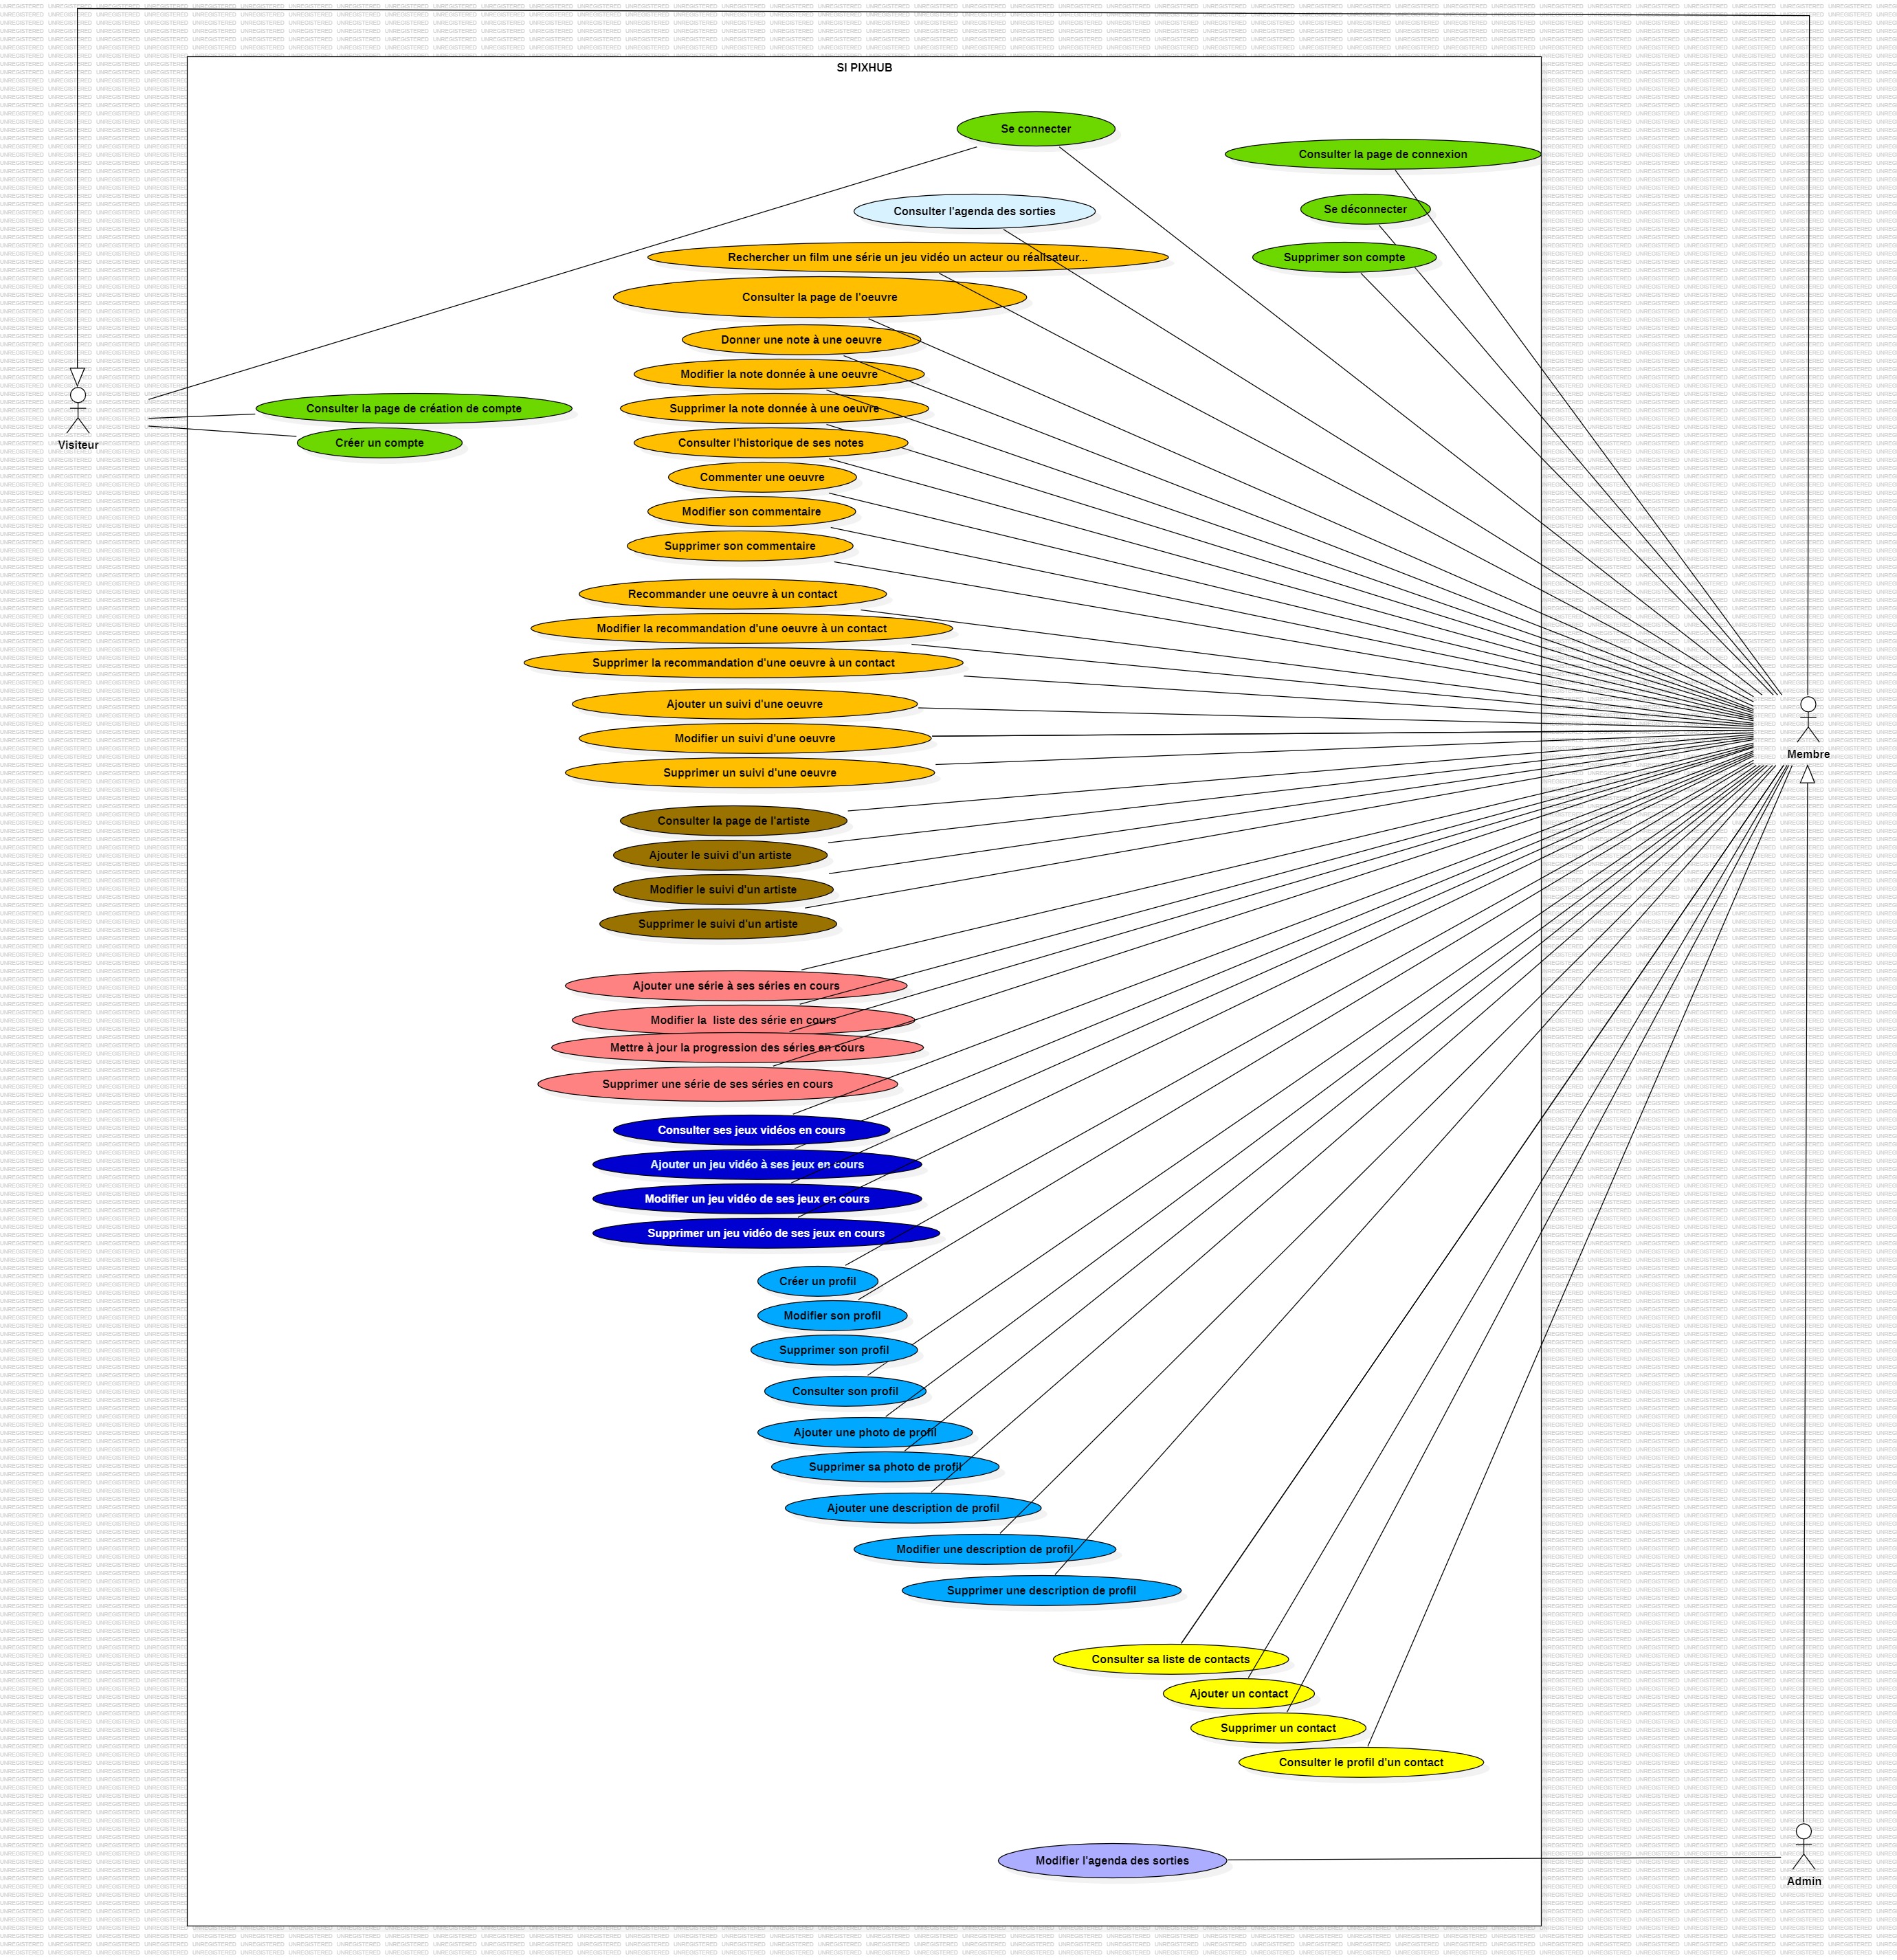 SI PIXHUB
Se connecter
Consulter la page de connexion
Se déconnecter
Consulter l'agenda des sorties
Supprimer son compte
Rechercher un film une série un jeu vidéo un acteur ou réalisateur...
Consulter la page de l'oeuvre
Donner une note à une oeuvre
Modifier la note donnée à une oeuvre
Supprimer la note donnée à une oeuvre
Consulter la page de création de compte
Visiteur
Créer un compte
Consulter l'historique de ses notes
Commenter une oeuvre
Modifier son commentaire
Supprimer son commentaire
Recommander une oeuvre à un contact
Modifier la recommandation d'une oeuvre à un contact
Supprimer la recommandation d'une oeuvre à un contact
Ajouter un suivi d'une oeuvre
Modifier un suivi d'une oeuvre
Membre
Supprimer un suivi d'une oeuvre
Consulter la page de l'artiste
Ajouter le suivi d'un artiste
Modifier le suivi d'un artiste
Supprimer le suivi d'un artiste
Ajouter une série à ses séries en cours
Modifier la  liste des série en cours
Mettre à jour la progression des séries en cours
Supprimer une série de ses séries en cours
Consulter ses jeux vidéos en cours
Ajouter un jeu vidéo à ses jeux en cours
Modifier un jeu vidéo de ses jeux en cours
Supprimer un jeu vidéo de ses jeux en cours
Créer un profil
Modifier son profil
Supprimer son profil
Consulter son profil
Ajouter une photo de profil
Supprimer sa photo de profil
Ajouter une description de profil
Modifier une description de profil
Supprimer une description de profil
Consulter sa liste de contacts
Ajouter un contact
Supprimer un contact
Consulter le profil d'un contact
Modifier l'agenda des sorties
Admin
UNREGISTERED